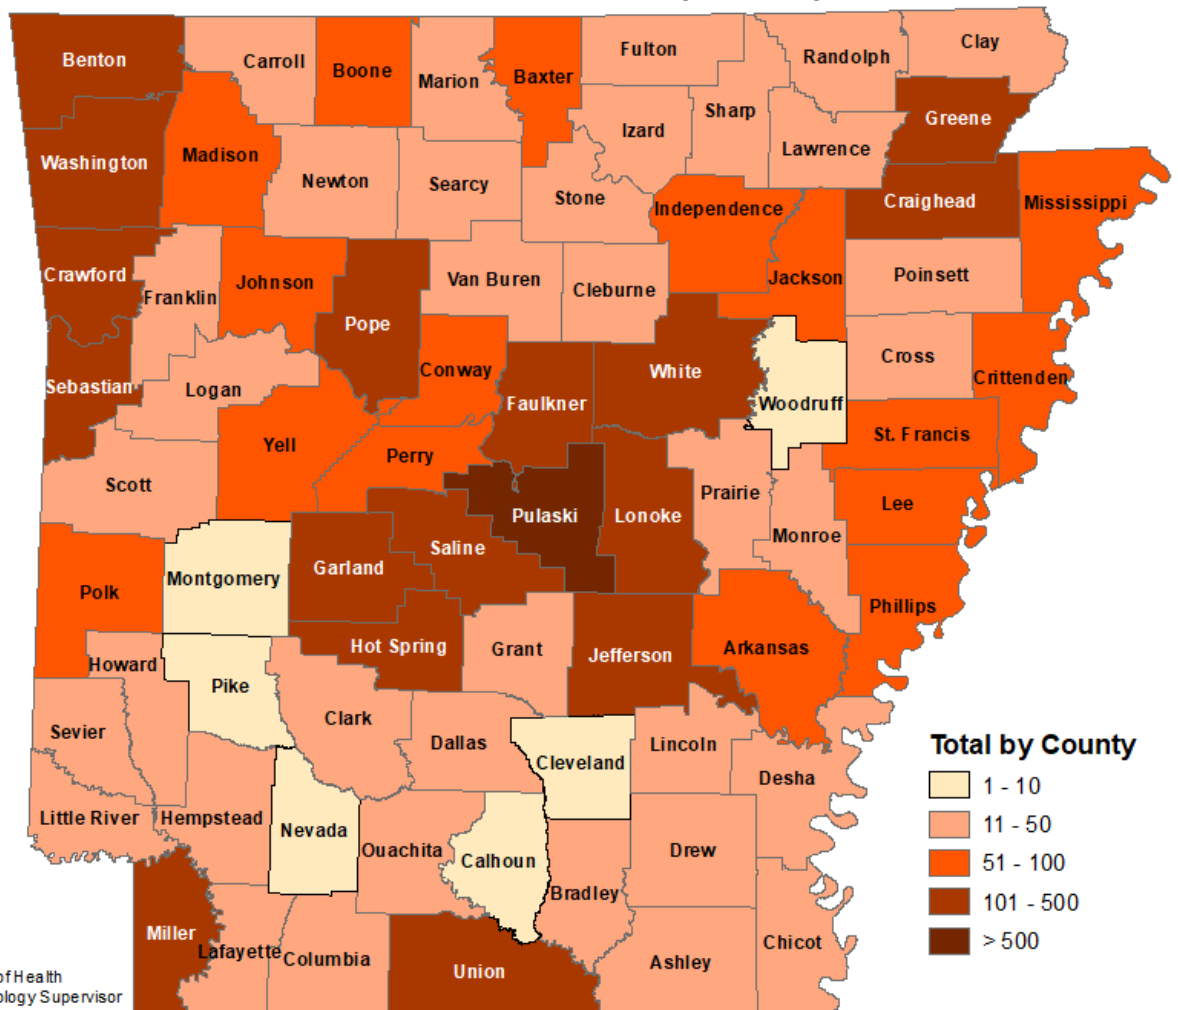 Benton
Carroll
Boone
Marion
Baxter
Fulton
Randolph
Clay
Sharp
Greene
Izard
Lawrence
Washington
Madison
Newton
Searcy
Stone
Independence
Craighead
Mississippi
Crawford
Franklin
Johnson
Van Buren
Cleburne
Jackson
Poinsett
Pope
Cross
Sebastian
Logan
Conway
White
Crittenden
Faulkner
Woodruff
Yell
Perry
St. Francis
Scott
Prairie
Lee
Pulaski
Lonoke
Monroe
Saline
Garland
Montgomery
Polk
Phillips
Hot Spring
Grant
Jefferson
Arkansas
Howard
Pike
Clark
Sevier
Dallas
Lincoln
Cleveland
Desha
Little River
Hempstead
Nevada
Ouachita
Calhoun
Drew
Bradley
Miller
Lafayette
Columbia
Union
Ashley
Chicot
Total by County
1 - 10
11 - 50
51 - 100
101 - 500
> 500
of Health
ology Supervisor